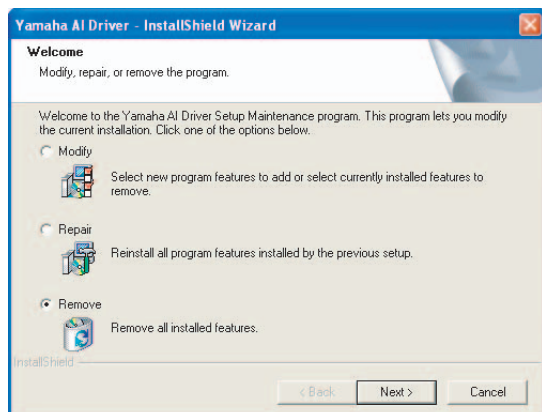 Yamaha AI Driver - InstallShield Wizard
Welcome
Modify, repair, or remove the program.
Welcome to the Yamaha AI Driver Setup Maintenance program. This program lets you modify
the current installation. Click one of the options below.
Modify
Select new program features to add or select currently installed features to
remove.
Repair
Reinstall all program features installed by the previous setup.
Remove
Remove all installed features.
InstallShield
< Back
Next >
Cancel